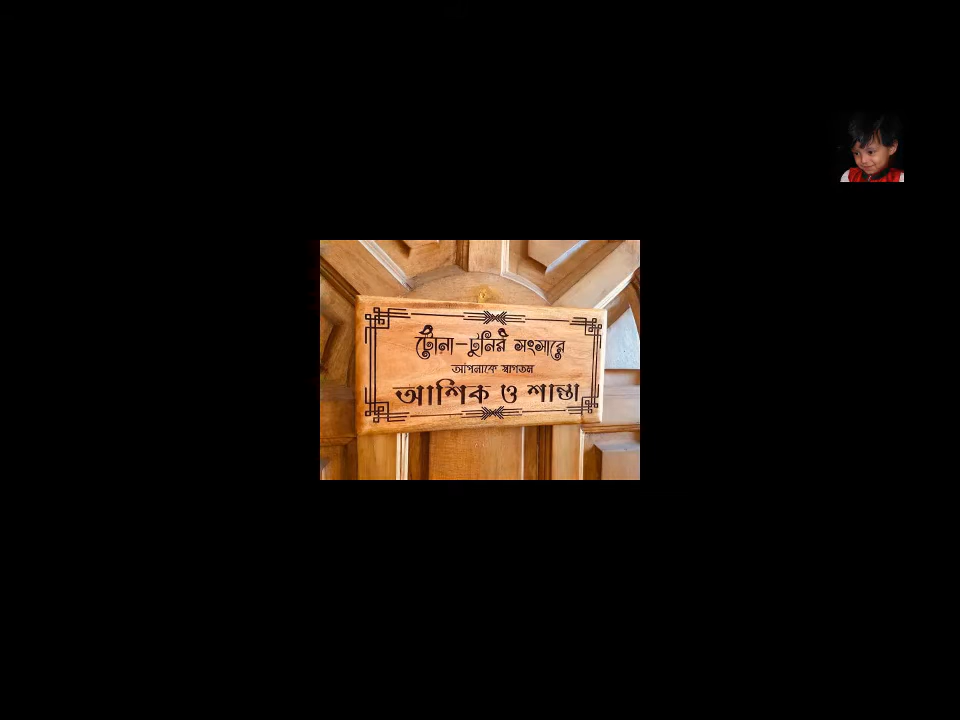 টোনা-টুনির সংসারে
আপনাকে স্বাগতম
আশিক ও শান্তা